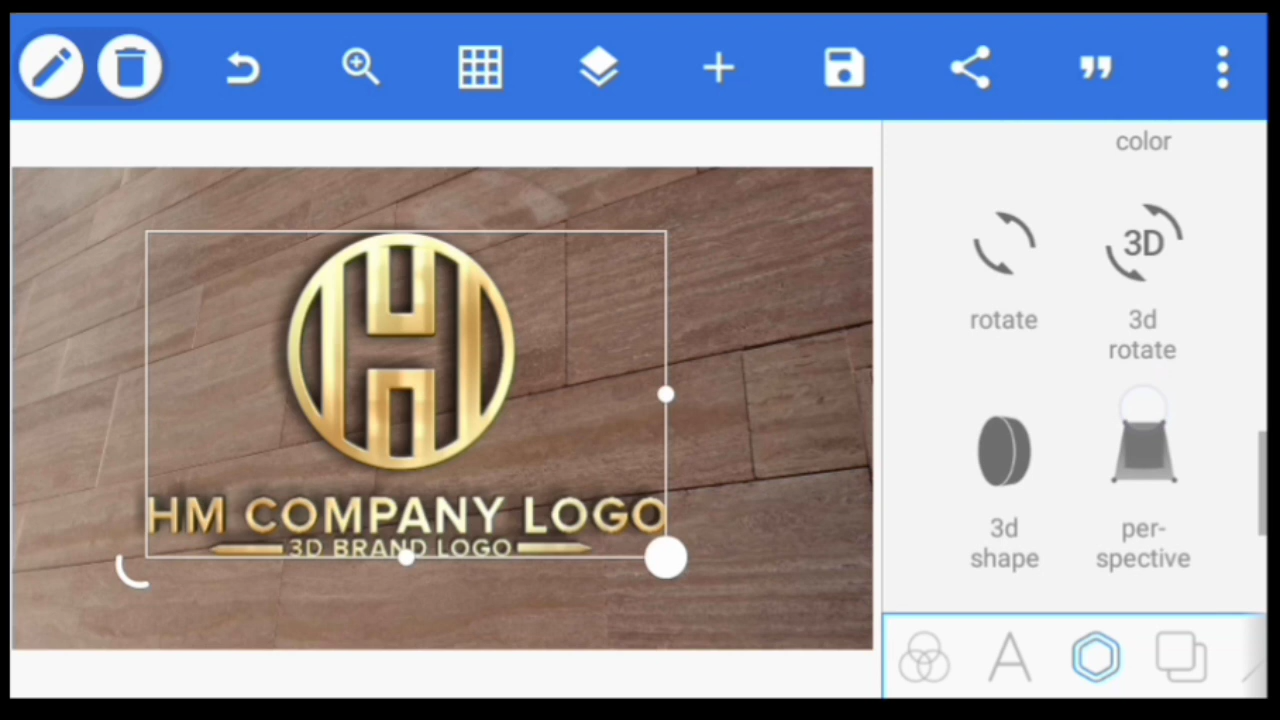 color
rotate
3D
3d
rotate
3d
shape
per-
spective
HM COMPANY LOGO
3D BRAND LOGO